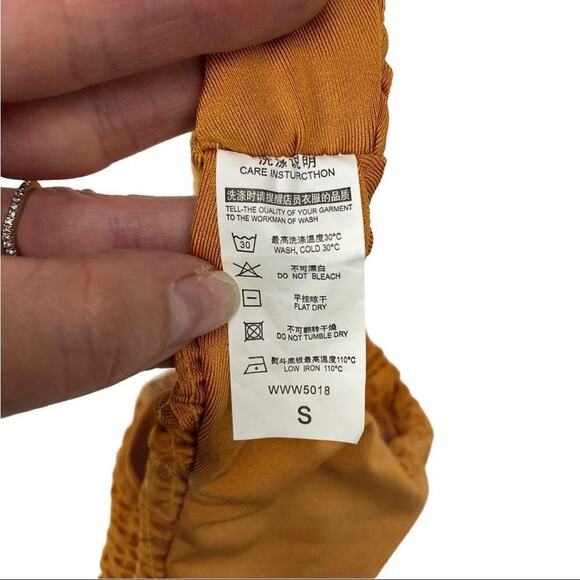 洗涤说明
CARE INSTURCTHON
洗涤时请提醒店员衣服的品质
TELL-THE OUALITY OF YOUR GARMENT
TO THE WORKMAN OF WASH
30
最高洗涤温度30°C
WASH, COLD 30°C
不可漂白
DO NOT BLEACH
平挂晾干
FLAT DRY
不可翻转干燥
DO NOT TUMBLE DRY
熨斗底板最高温度110°C
LOW IRON 110°C
WWW5018
S